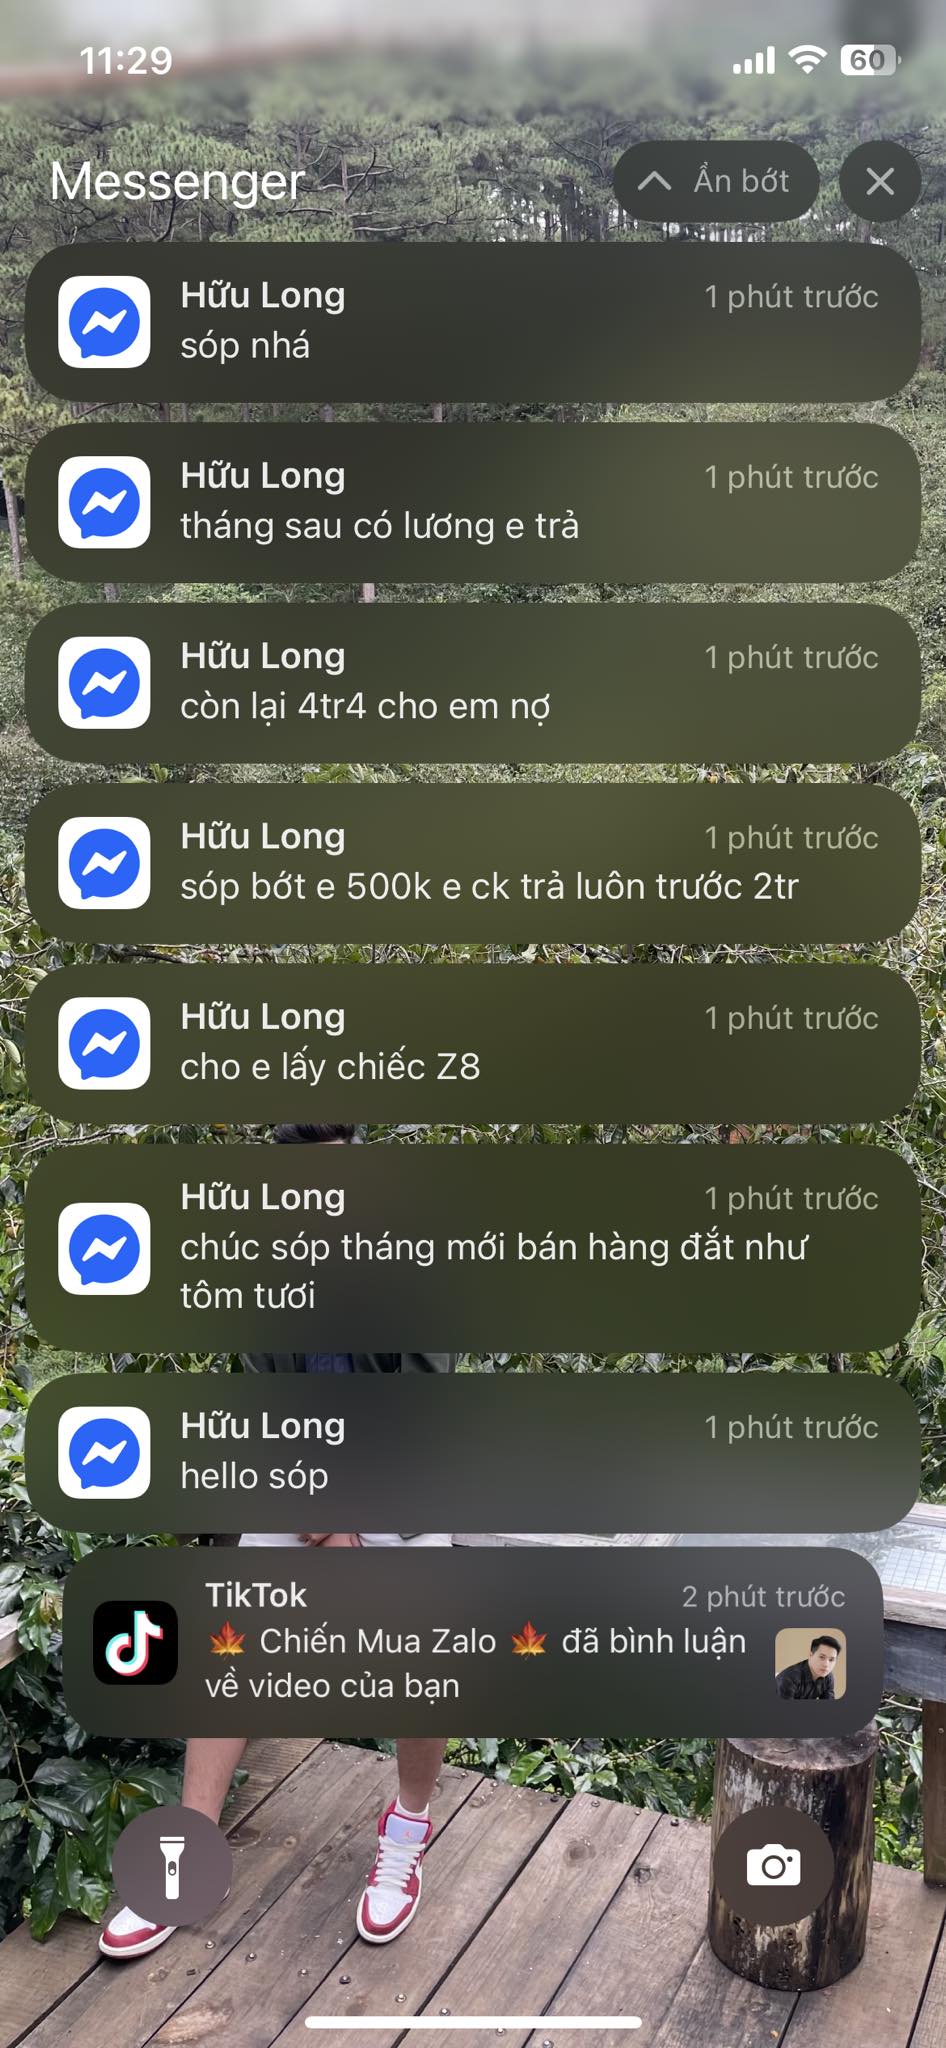 11:29
60
Messenger
Ẩn bớt
Hữu Long
1 phút trước
sóp nhá
Hữu Long
1 phút trước
tháng sau có lương e trả
Hữu Long
1 phút trước
còn lại 4tr4 cho em nợ
Hữu Long
1 phút trước
sóp bớt e 500k e ck trả luôn trước 2tr
Hữu Long
1 phút trước
cho e lấy chiếc Z8
Hữu Long
1 phút trước
chúc sóp tháng mới bán hàng đắt như
tôm tươi
Hữu Long
1 phút trước
hello sóp
TikTok
2 phút trước
🍁 Chiến Mua Zalo 🍁 đã bình luận
về video của bạn